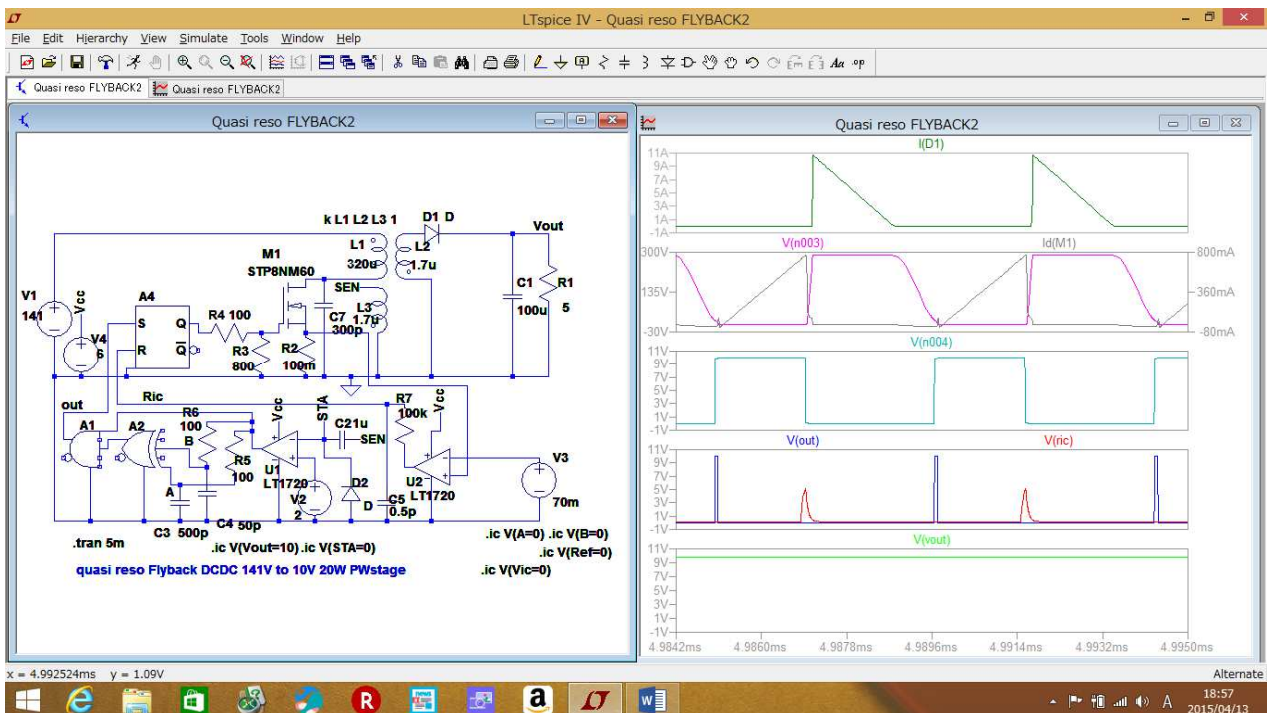 LTspice IV - Quasi reso FLYBACK2
File Edit Hierarchy View Simulate Tools Window Help
Quasi reso FLYBACK2 Quasi reso FLYBACK2
Quasi reso FLYBACK2
k L1 L2 L3 1
D1 D
Vout
M1
STP8NM60
L1
320u
L2
1.7u
SEN
L3
1.7u
C7
300p
C1
100u
R1
5
V1
141
Vcc
V4
6
A4
S Q
R Q
R4 100
R3
800
R2
100m
out
Ric
A1
A2
R6
100
B
R5
100
A
C3 500p
C4 50p
Vcc
U1
LT1720
STA
C21u
SEN
V2
2
D2
D
R7
100k
Vcc
U2
LT1720
C5
0.5p
V3
70m
.tran 5m
.ic V(Vout=10) .ic V(STA=0)
.ic V(A=0) .ic V(B=0)
.ic V(Ref=0)
.ic V(Vic=0)
quasi reso Flyback DCDC 141V to 10V 20W PWstage
Quasi reso FLYBACK2
I(D1)
11A
9A
7A
5A
3A
1A
-1A
V(n003) Id(M1)
300V 800mA
135V 360mA
-30V -80mA
V(n004)
11V
9V
7V
5V
3V
1V
-1V
V(out) V(ric)
11V
9V
7V
5V
3V
1V
-1V
V(vout)
11V
9V
7V
5V
3V
1V
-1V
4.9842ms 4.9860ms 4.9878ms 4.9896ms 4.9914ms 4.9932ms 4.9950ms
x = 4.992524ms y = 1.09V Alternate
18:57
2015/04/13